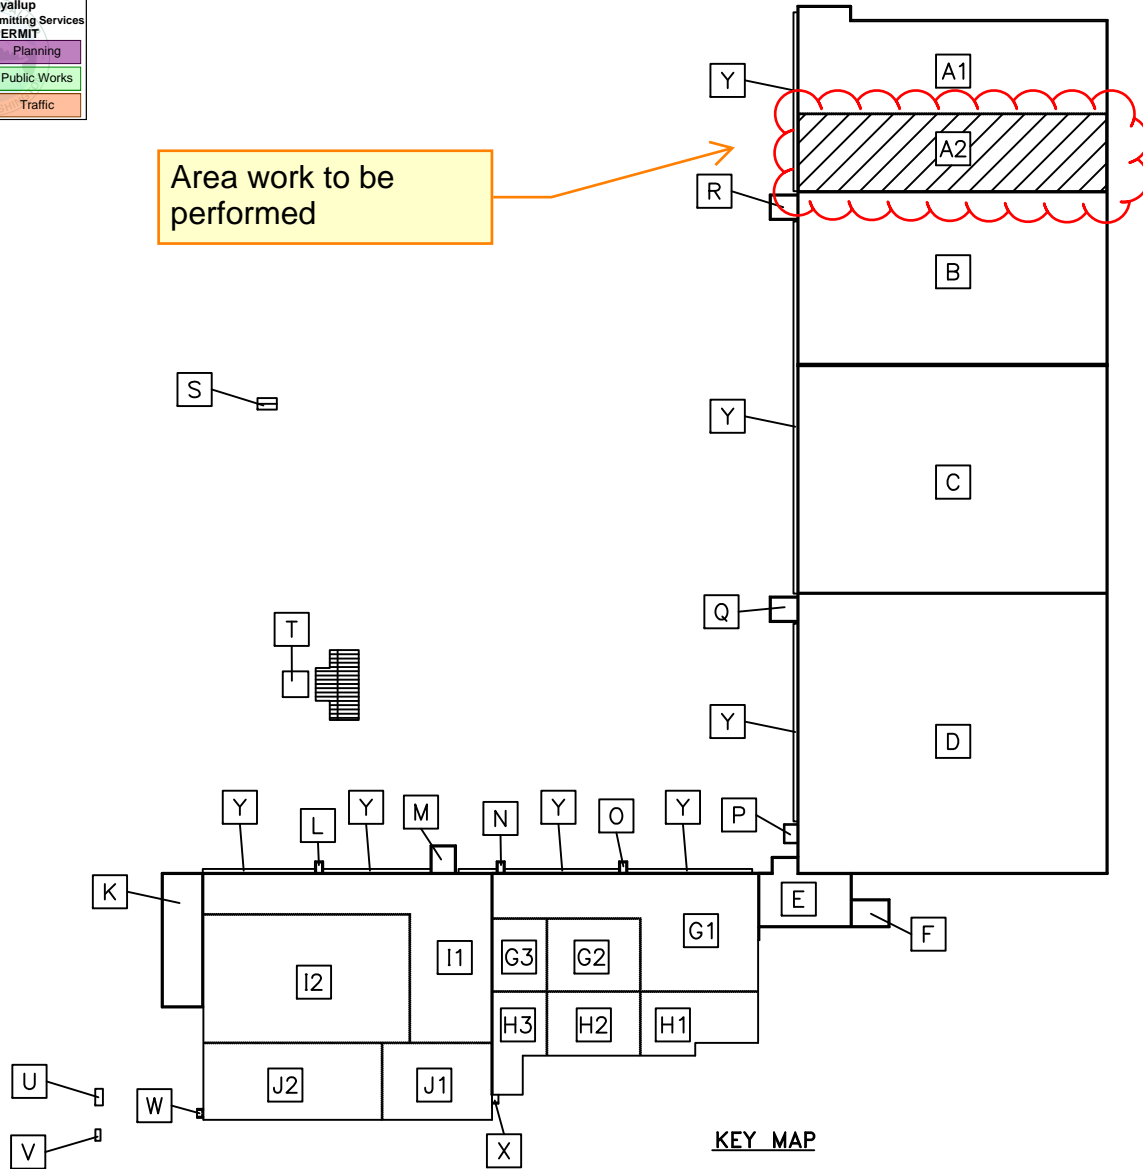 yallup
mitting Services
ERMIT
Planning
Public Works
Traffic
Area work to be
performed
Y
A1
A2
R
B
S
Y
C
Q
T
Y
D
Y
L
Y
M
N
Y
O
Y
P
K
E
F
G1
G2
G3
I1
I2
H3
H2
H1
J2
J1
U
W
V
X
KEY MAP